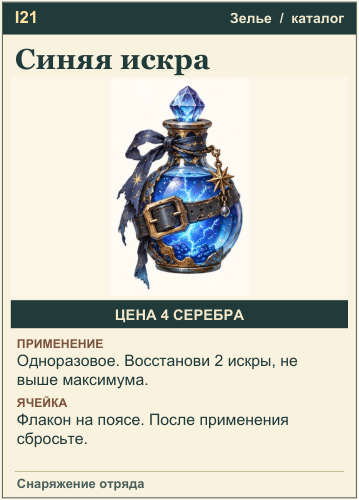 I21
Зелье / каталог
Синяя искра
ЦЕНА 4 СЕРЕБРА
ПРИМЕНЕНИЕ
Одноразовое. Восстанови 2 искры, не
выше максимума.
ЯЧЕЙКА
Флакон на поясе. После применения
сбросьте.
Снаряжение отряда